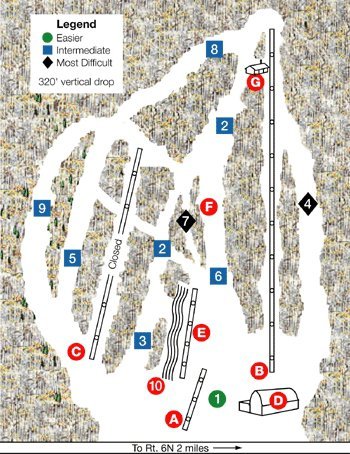 Legend
Easier
Intermediate
Most Difficult
320' vertical drop
8
G
2
9
F
4
7
5
Closed
2
6
C
3
E
B
10
1
D
A
To Rt. 6N 2 miles